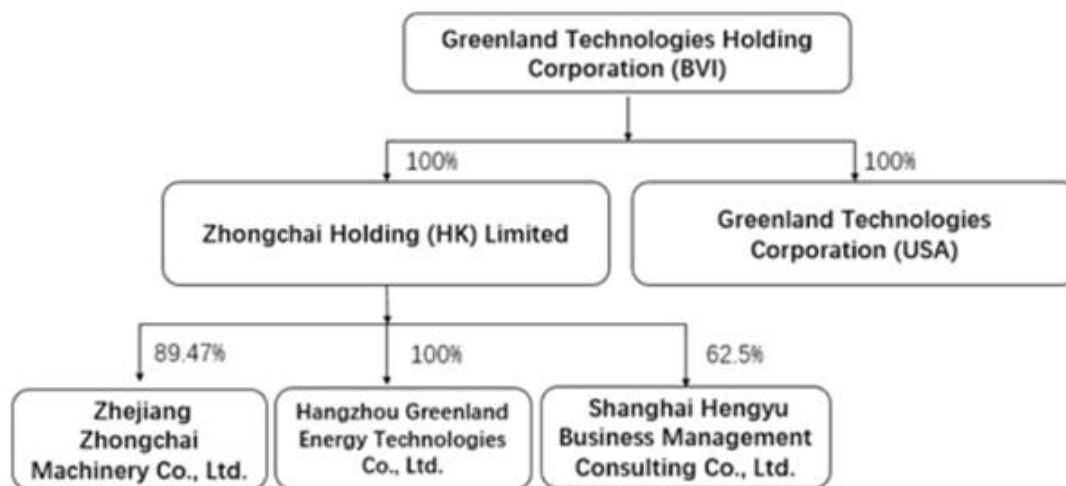 Greenland Technologies Holding
Corporation (BVI)
100%
100%
Zhongchai Holding (HK) Limited
Greenland Technologies
Corporation (USA)
89.47%
100%
62.5%
Zhejiang
Zhongchai
Machinery Co., Ltd.
Hangzhou Greenland
Energy Technologies
Co., Ltd.
Shanghai Hengyu
Business Management
Consulting Co., Ltd.